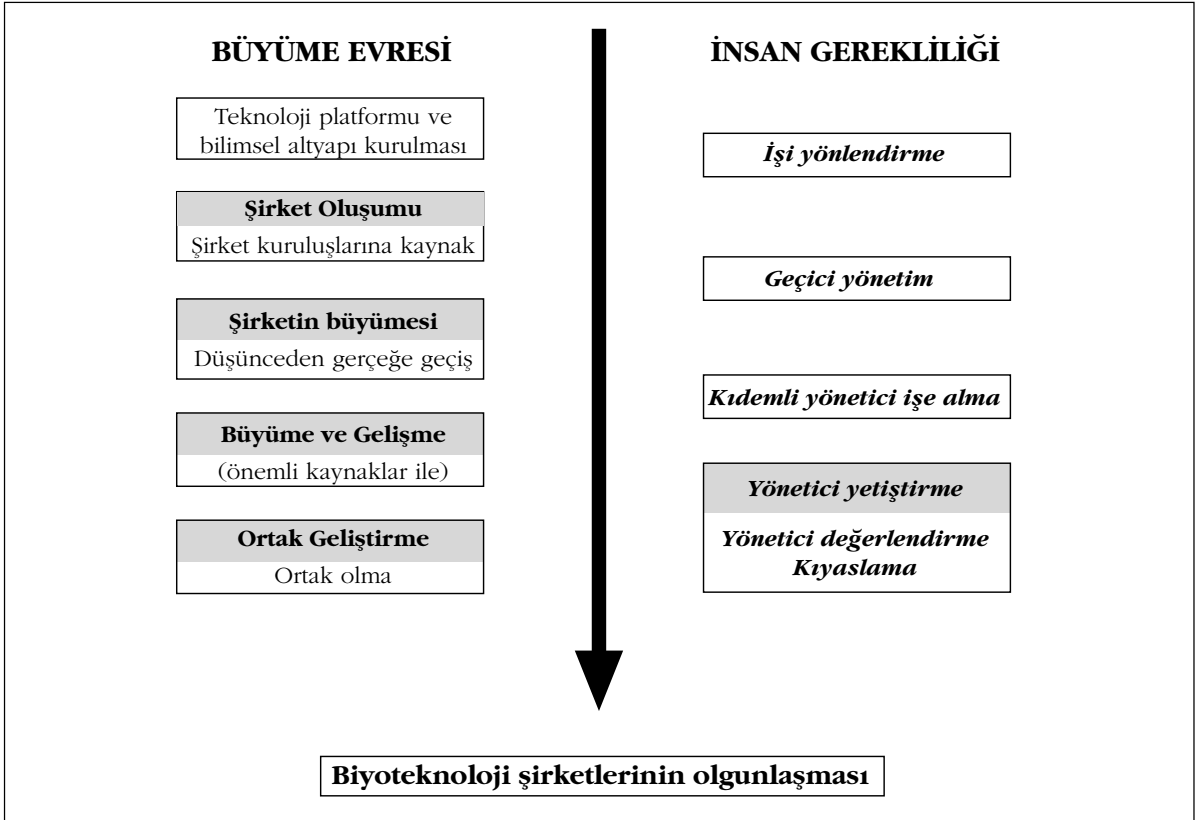 BÜYÜME EVRESİ
Teknoloji platformu ve
bilimsel altyapı kurulması
Şirket Oluşumu
Şirket kuruluşlarına kaynak
Şirketin büyümesi
Düşünceden gerçeğe geçiş
Büyüme ve Gelişme
(önemli kaynaklar ile)
Ortak Geliştirme
Ortak olma
İNSAN GEREKLİLİĞİ
İşi yönlendirme
Geçici yönetim
Kıdemli yönetici işe alma
Yönetici yetiştirme
Yönetici değerlendirme
Kıyaslama
Biyoteknoloji şirketlerinin olgunlaşması